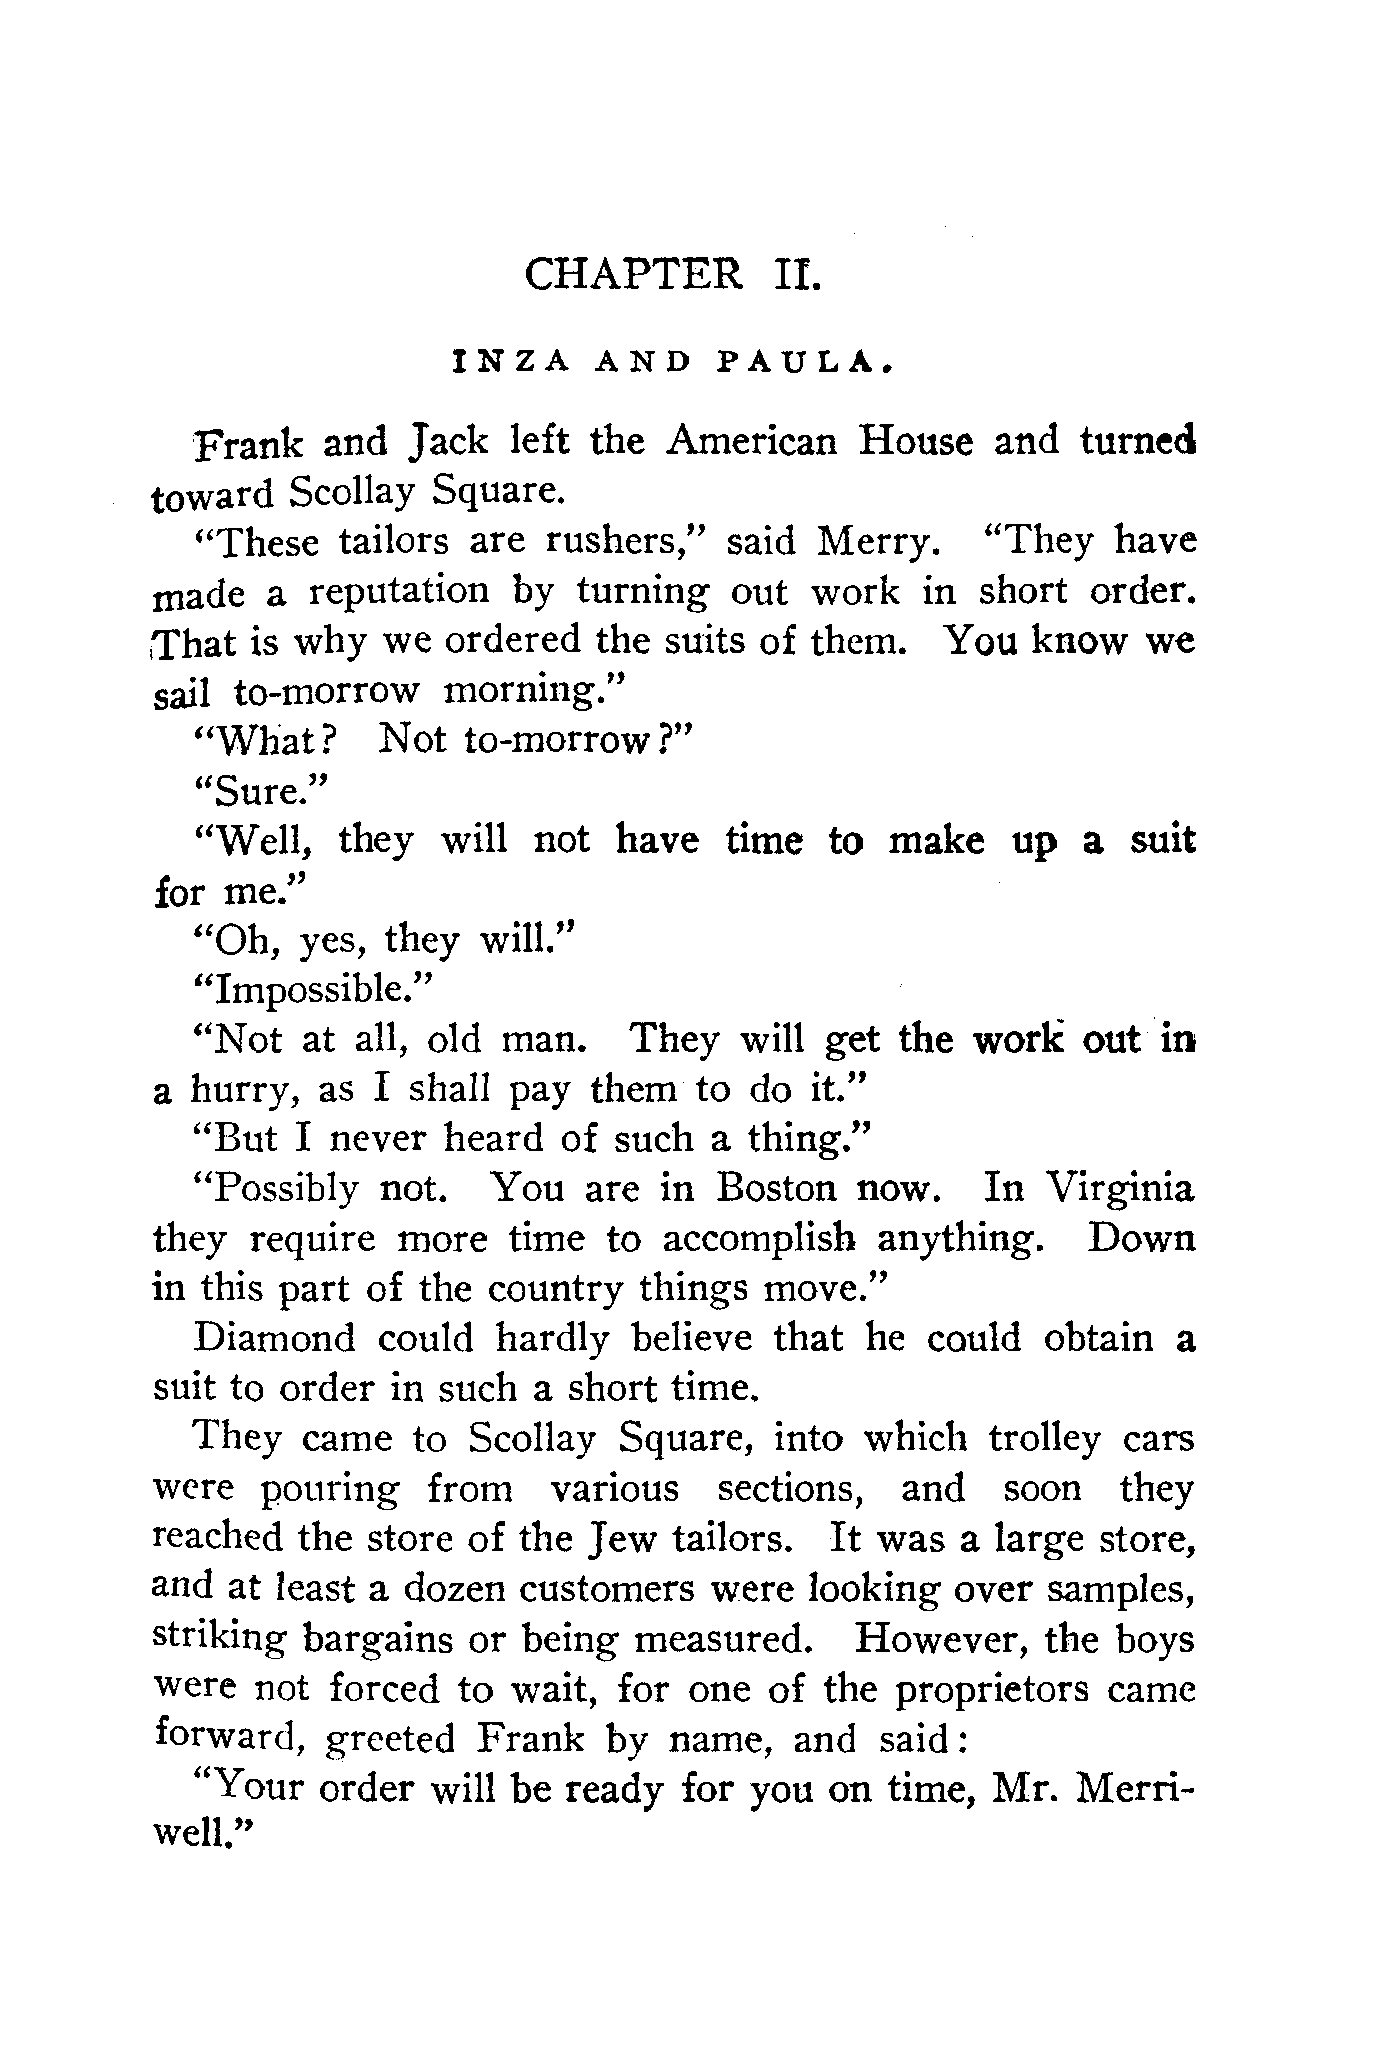 CHAPTER II.
INZA AND PAULA.
Frank and Jack left the American House and turned
toward Scollay Square.
“These tailors are rushers,” said Merry. “They have
made a reputation by turning out work in short order.
That is why we ordered the suits of them. You know we
sail to-morrow morning.”
“What? Not to-morrow?”
“Sure.”
“Well, they will not have time to make up a suit
for me.”
“Oh, yes, they will.”
“Impossible.”
“Not at all, old man. They will get the work out in
a hurry, as I shall pay them to do it.”
“But I never heard of such a thing.”
“Possibly not. You are in Boston now. In Virginia
they require more time to accomplish anything. Down
in this part of the country things move.”
Diamond could hardly believe that he could obtain a
suit to order in such a short time.
They came to Scollay Square, into which trolley cars
were pouring from various sections, and soon they
reached the store of the Jew tailors. It was a large store,
and at least a dozen customers were looking over samples,
striking bargains or being measured. However, the boys
were not forced to wait, for one of the proprietors came
forward, greeted Frank by name, and said:
“Your order will be ready for you on time, Mr. Merri-
well.”